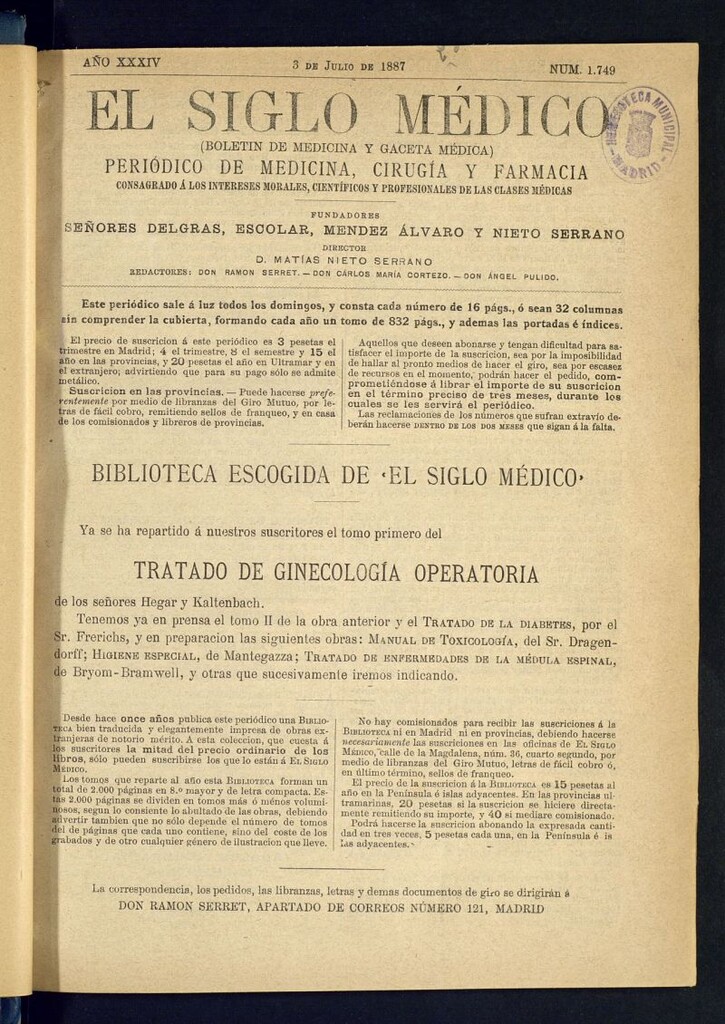 AÑO XXXIV
3 DE JULIO DE 1887
NUM. 1.749
EL SIGLO MÉDICO
HEMEROTECA MUNICIPAL
MADRID
(BOLETIN DE MEDICINA Y GACETA MÉDICA)
PERIÓDICO DE MEDICINA, CIRUGÍA Y FARMACIA
CONSAGRADO Á LOS INTERESES MORALES, CIENTÍFICOS Y PROFESIONALES DE LAS CLASES MÉDICAS
FUNDADORES
SEÑORES DELGRAS, ESCOLAR, MENDEZ ÁLVARO Y NIETO SERRANO
DIRECTOR
D. MATÍAS NIETO SERRANO
REDACTORES: DON RAMON SERRET. — DON CÁRLOS MARÍA CORTEZO. — DON ÁNGEL PULIDO.
Este periódico sale á luz todos los domingos, y consta cada número de 16 págs., ó sean 32 columnas
sin comprender la cubierta, formando cada año un tomo de 832 págs., y ademas las portadas é índices.
El precio de suscricion á este periódico es 3 pesetas el
trimestre en Madrid; 4 el trimestre, 8 el semestre y 15 el
año en las provincias, y 20 pesetas el año en Ultramar y en
el extranjero; advirtiendo que para su pago sólo se admite
metálico.
Suscricion en las provincias. — Puede hacerse prefe-
rentemente por medio de libranzas del Giro Mutuo, por le-
tras de fácil cobro, remitiendo sellos de franqueo, y en casa
de los comisionados y libreros de provincias.
Aquellos que deseen abonarse y tengan dificultad para sa-
tisfacer el importe de la suscricion, sea por la imposibilidad
de hallar al pronto medios de hacer el giro, sea por escasez
de recursos en el momento, podrán hacer el pedido, com-
prometiéndose á librar el importe de su suscricion
en el término preciso de tres meses, durante los
cuales se les servirá el periódico.
Las reclamaciones de los números que sufran extravío de-
berán hacerse DENTRO DE LOS DOS MESES que sigan á la falta.
BIBLIOTECA ESCOGIDA DE «EL SIGLO MÉDICO»
Ya se ha repartido á nuestros suscritores el tomo primero del
TRATADO DE GINECOLOGÍA OPERATORIA
de los señores Hegar y Kaltenbach.
Tenemos ya en prensa el tomo II de la obra anterior y el TRATADO DE LA DIABETES, por el
Sr. Frerichs, y en preparacion las siguientes obras: MANUAL DE TOXICOLOGÍA, del Sr. Dragen-
dorff; HIGIENE ESPECIAL, de Mantegazza; TRATADO DE ENFERMEDADES DE LA MÉDULA ESPINAL,
de Bryom-Bramwell, y otras que sucesivamente iremos indicando.
Desde hace once años publica este periódico una BIBLIO-
TECA bien traducida y elegantemente impresa de obras ex-
tranjeras de notorio mérito. A esta coleccion, que cuesta á
los suscritores la mitad del precio ordinario de los
libros, sólo pueden suscribirse los que lo están á EL SIGLO
MÉDICO.
Los tomos que reparte al año esta BIBLIOTECA forman un
total de 2.000 páginas en 8.º mayor y de letra compacta. Es-
tas 2.000 páginas se dividen en tomos más ó ménos volumi-
nosos, segun lo consiente lo abultado de las obras, debiendo
advertir tambien que no sólo depende el número de tomos
del de páginas que cada uno contiene, sino del coste de los
grabados y de otro cualquier género de ilustracion que lleve.
No hay comisionados para recibir las suscriciones á la
BIBLIOTECA ni en Madrid ni en provincias, debiendo hacerse
necesariamente las suscriciones en las oficinas de EL SIGLO
MÉDICO, calle de la Magdalena, núm. 36, cuarto segundo, por
medio de libranzas del Giro Mutuo, letras de fácil cobro ó,
en último término, sellos de franqueo.
El precio de la suscricion á la BIBLIOTECA es 15 pesetas al
año en la Península é islas adyacentes. En las provincias ul-
tramarinas, 20 pesetas si la suscricion se hiciere directa-
mente remitiendo su importe, y 40 si mediare comisionado.
Podrá hacerse la suscricion abonando la expresada canti-
dad en tres veces, 5 pesetas cada una, en la Península é is
las adyacentes.
La correspondencia, los pedidos, las libranzas, letras y demas documentos de giro se dirigirán á
DON RAMON SERRET, APARTADO DE CORREOS NÚMERO 121, MADRID